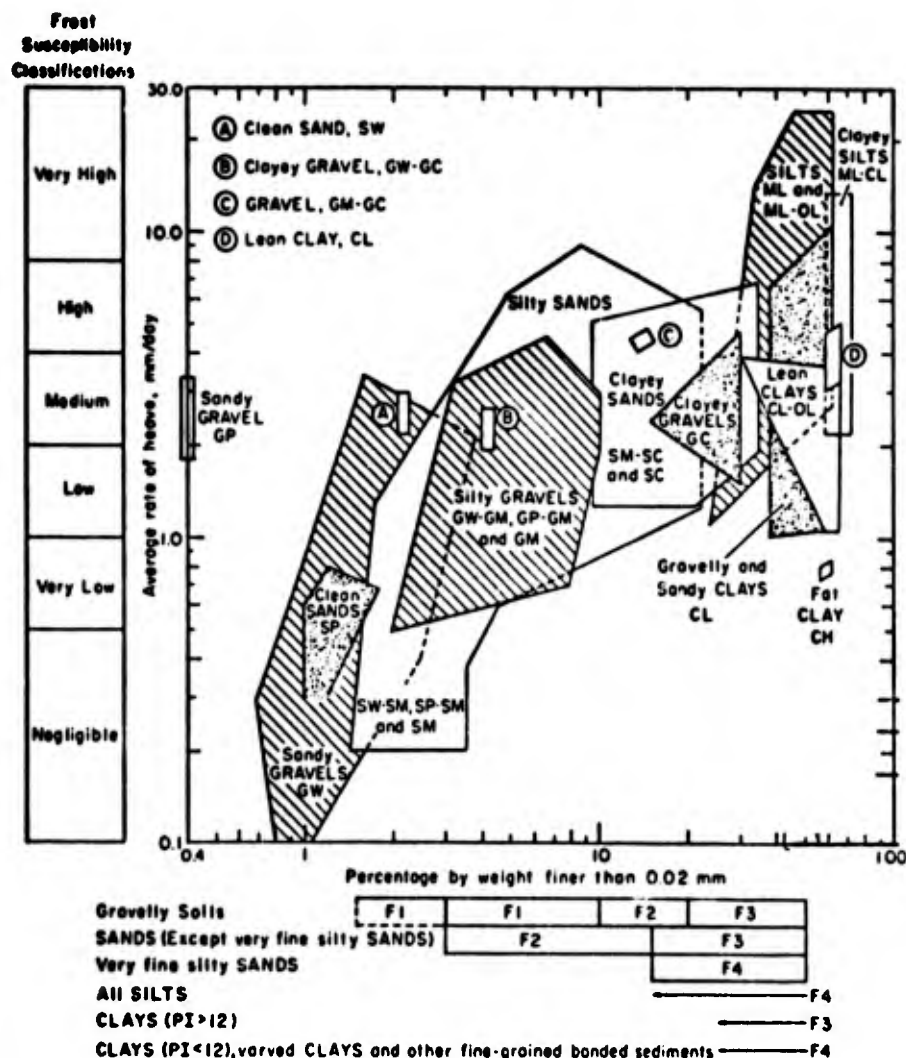 Frost
Susceptibility
Classifications
Very High
High
Medium
Low
Very Low
Negligible
Average rate of heave, mm/day
30.0
10.0
1.0
0.1
Ⓐ Clean SAND, SW
Ⓑ Clayey GRAVEL, GW-GC
Ⓒ GRAVEL, GM-GC
Ⓓ Lean CLAY, CL
Clayey
SILTS
ML-CL
SILTS
ML and
ML-OL
Silty SANDS
Sandy
GRAVEL
GP
Ⓐ
Ⓑ
Ⓒ
Ⓓ
Clayey
SANDS
SM-SC
and SC
Clayey
GRAVELS
GC
Lean
CLAYS
CL-OL
Silty GRAVELS
GW-GM, GP-GM
and GM
Clean
SANDS
SP
Gravelly and
Sandy CLAYS
CL
Fat
CLAY
CH
SW-SM, SP-SM
and SM
Sandy
GRAVELS
GW
0.4 1 10 100
Percentage by weight finer than 0.02 mm
Gravelly Soils F1 F1 F2 F3
SANDS (Except very fine silty SANDS) F2 F3
Very fine silty SANDS F4
All SILTS F4
CLAYS (PI>12) F3
CLAYS (PI<12), varved CLAYS and other fine-grained banded sediments F4